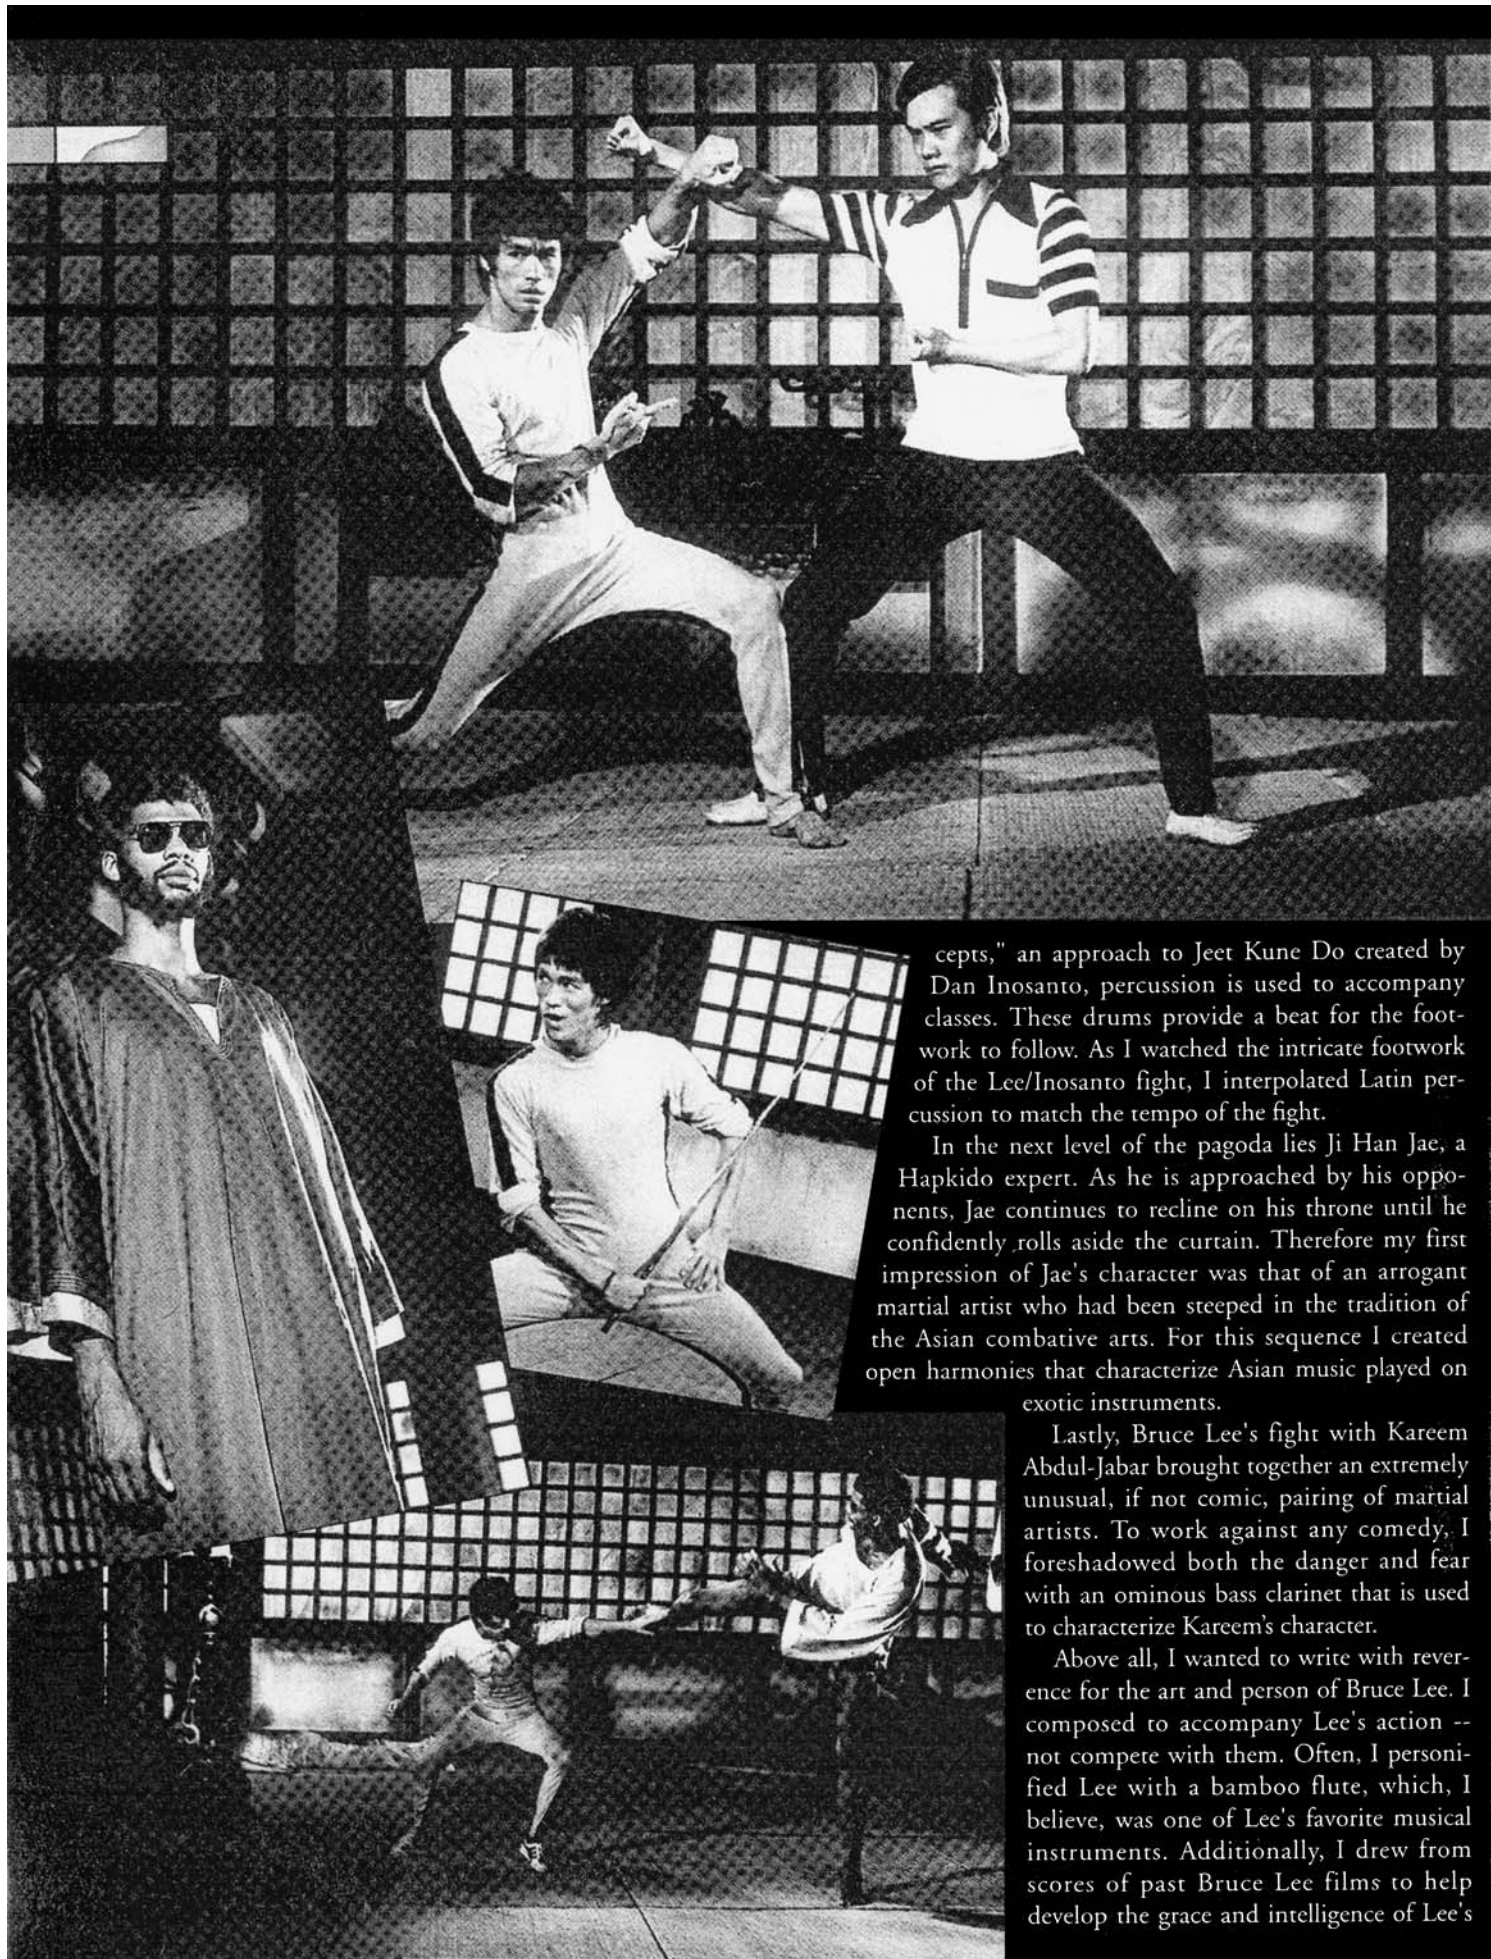 cepts," an approach to Jeet Kune Do created by
Dan Inosanto, percussion is used to accompany
classes. These drums provide a beat for the foot-
work to follow. As I watched the intricate footwork
of the Lee/Inosanto fight, I interpolated Latin per-
cussion to match the tempo of the fight.
In the next level of the pagoda lies Ji Han Jae, a
Hapkido expert. As he is approached by his oppo-
nents, Jae continues to recline on his throne until he
confidently rolls aside the curtain. Therefore my first
impression of Jae's character was that of an arrogant
martial artist who had been steeped in the tradition of
the Asian combative arts. For this sequence I created
open harmonies that characterize Asian music played on
exotic instruments.
Lastly, Bruce Lee's fight with Kareem
Abdul-Jabar brought together an extremely
unusual, if not comic, pairing of martial
artists. To work against any comedy, I
foreshadowed both the danger and fear
with an ominous bass clarinet that is used
to characterize Kareem's character.
Above all, I wanted to write with rever-
ence for the art and person of Bruce Lee. I
composed to accompany Lee's action --
not compete with them. Often, I personi-
fied Lee with a bamboo flute, which, I
believe, was one of Lee's favorite musical
instruments. Additionally, I drew from
scores of past Bruce Lee films to help
develop the grace and intelligence of Lee's